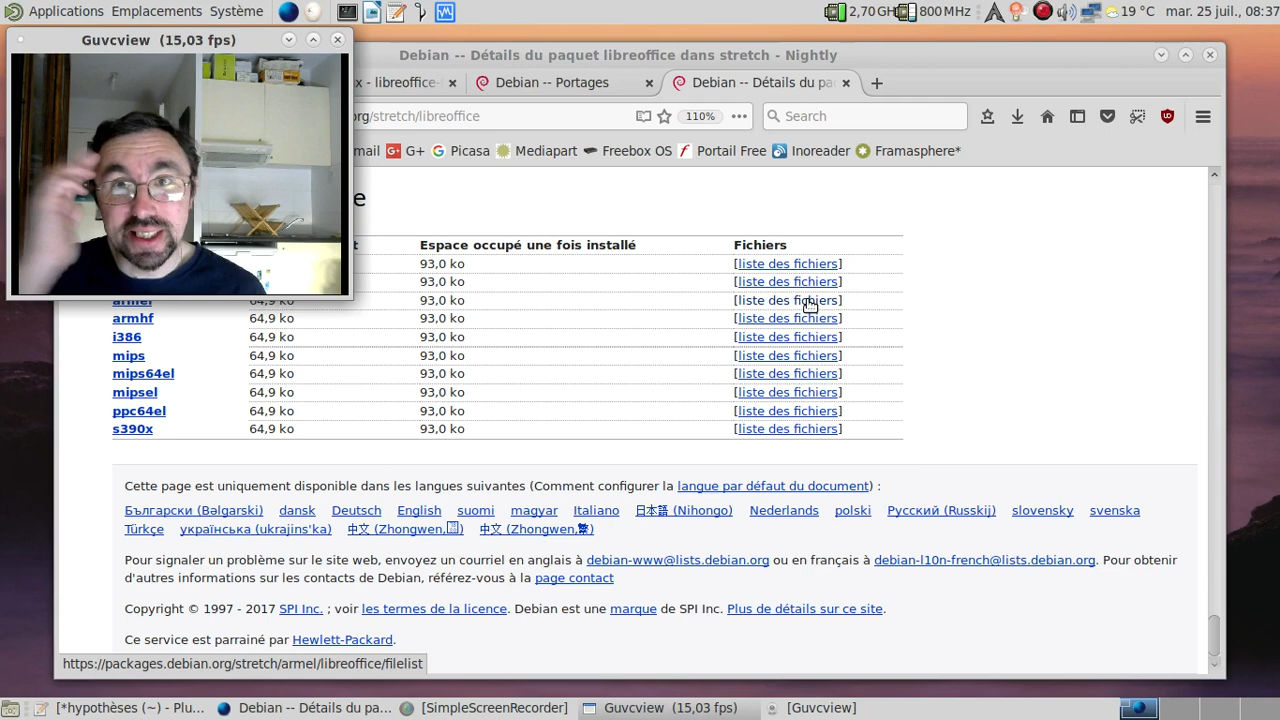 Applications Emplacements Système 2,70 GH 800 MHz 19 °C mar. 25 juil., 08:37
Guvcview (15,03 fps)
Debian -- Détails du paquet libreoffice dans stretch - Nightly
x - libreoffice- Debian -- Portages Debian -- Détails du pa
org/stretch/libreoffice 110% Search
mail G+ Picasa Mediapart Freebox OS Portail Free Inoreader Framasphere*
e
t Espace occupé une fois installé Fichiers
93,0 ko [liste des fichiers]
93,0 ko [liste des fichiers]
armel 64,9 ko 93,0 ko [liste des fichiers]
armhf 64,9 ko 93,0 ko [liste des fichiers]
i386 64,9 ko 93,0 ko [liste des fichiers]
mips 64,9 ko 93,0 ko [liste des fichiers]
mips64el 64,9 ko 93,0 ko [liste des fichiers]
mipsel 64,9 ko 93,0 ko [liste des fichiers]
ppc64el 64,9 ko 93,0 ko [liste des fichiers]
s390x 64,9 ko 93,0 ko [liste des fichiers]
Cette page est uniquement disponible dans les langues suivantes (Comment configurer la langue par défaut du document) :
Български (Bəlgarski) dansk Deutsch English suomi magyar Italiano 日本語 (Nihongo) Nederlands polski Русский (Russkij) slovensky svenska
Türkçe українська (ukrajins'ka) 中文 (Zhongwen,) 中文 (Zhongwen,繁)
Pour signaler un problème sur le site web, envoyez un courriel en anglais à debian-www@lists.debian.org ou en français à debian-l10n-french@lists.debian.org. Pour obtenir
d'autres informations sur les contacts de Debian, référez-vous à la page contact
Copyright © 1997 - 2017 SPI Inc. ; voir les termes de la licence. Debian est une marque de SPI Inc. Plus de détails sur ce site.
Ce service est parrainé par Hewlett-Packard.
https://packages.debian.org/stretch/armel/libreoffice/filelist
[*hypothèses (~) - Plu... Debian -- Détails du pa... [SimpleScreenRecorder] Guvcview (15,03 fps) [Guvcview]